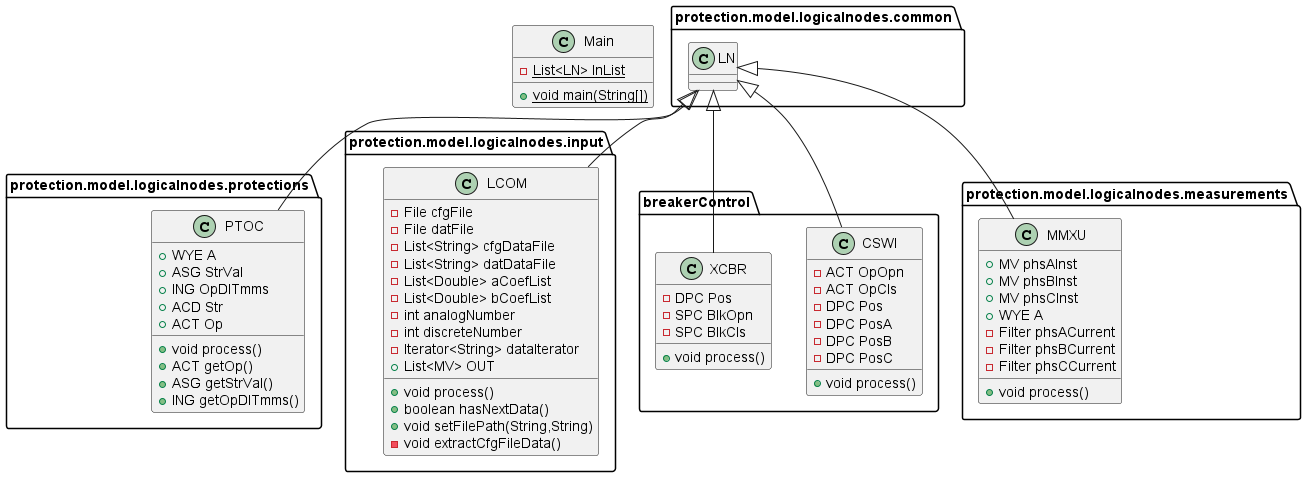 protection.model.logicalnodes.common
C LN
C Main
List<LN> lnList
void main(String[])
protection.model.logicalnodes.protections
C PTOC
WYE A
ASG StrVal
ING OpDlTmms
ACD Str
ACT Op
void process()
ACT getOp()
ASG getStrVal()
ING getOpDlTmms()
protection.model.logicalnodes.input
C LCOM
File cfgFile
File datFile
List<String> cfgDataFile
List<String> datDataFile
List<Double> aCoefList
List<Double> bCoefList
int analogNumber
int discreteNumber
Iterator<String> dataIterator
List<MV> OUT
void process()
boolean hasNextData()
void setFilePath(String,String)
void extractCfgFileData()
breakerControl
C XCBR
DPC Pos
SPC BlkOpn
SPC BlkCls
void process()
C CSWI
ACT OpOpn
ACT OpCls
DPC Pos
DPC PosA
DPC PosB
DPC PosC
void process()
protection.model.logicalnodes.measurements
C MMXU
MV phsAInst
MV phsBInst
MV phsCInst
WYE A
Filter phsACurrent
Filter phsBCurrent
Filter phsCCurrent
void process()